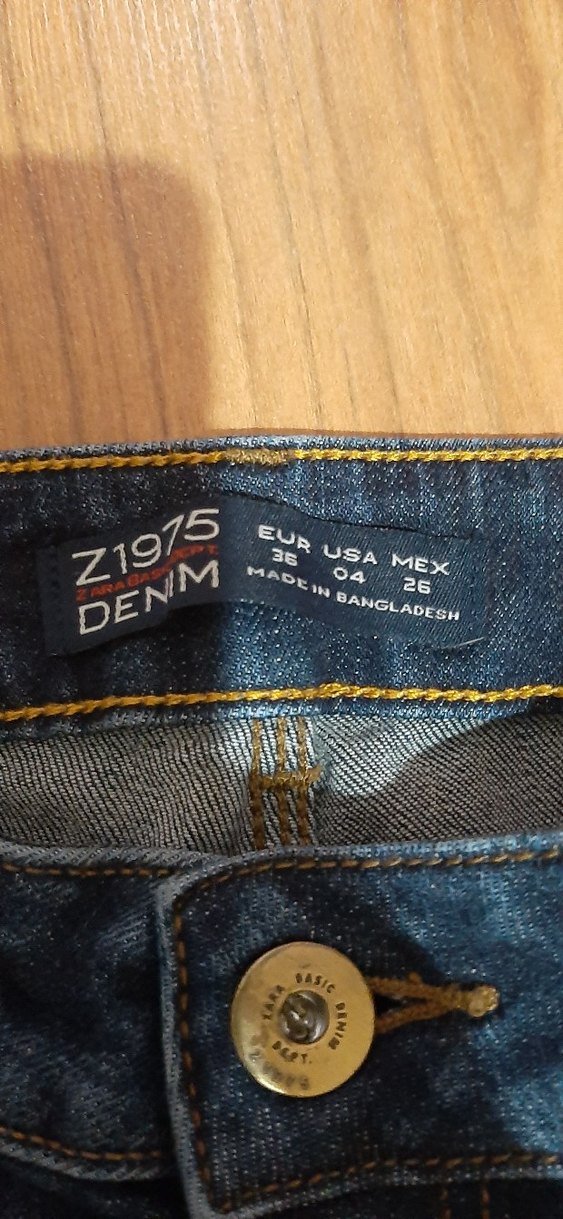 Z1975
ZARA BASIC DEPT.
DENIM
EUR USA MEX
36 04 26
MADE IN BANGLADESH
ZARA BASIC DENIM
DEPT.